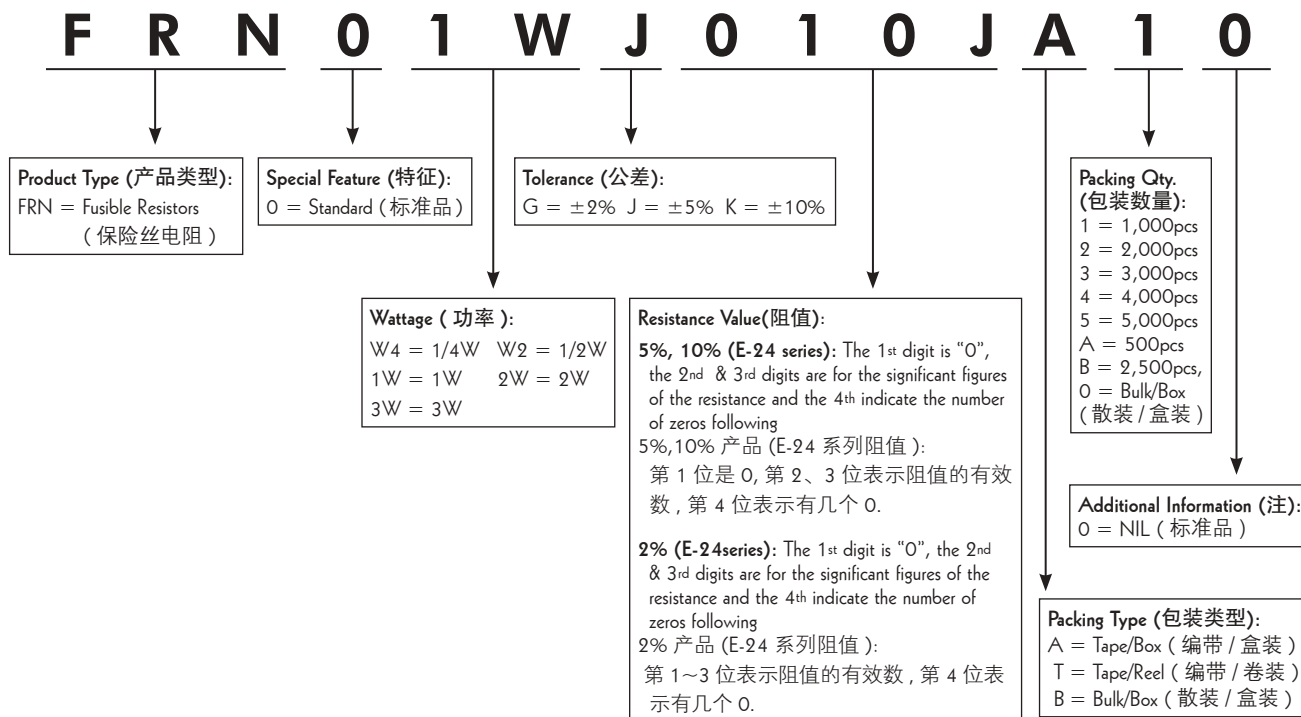 F R N 0 1 W J 0 1 0 J A 1 0
Product Type (产品类型):
FRN = Fusible Resistors
( 保险丝电阻 )
Special Feature (特征):
0 = Standard ( 标准品 )
Tolerance (公差):
G = ±2% J = ±5% K = ±10%
Packing Qty.
(包装数量):
1 = 1,000pcs
2 = 2,000pcs
3 = 3,000pcs
4 = 4,000pcs
5 = 5,000pcs
A = 500pcs
B = 2,500pcs,
0 = Bulk/Box
( 散装 / 盒装 )
Wattage ( 功率 ):
W4 = 1/4W W2 = 1/2W
1W = 1W 2W = 2W
3W = 3W
Resistance Value(阻值):
5%, 10% (E-24 series): The 1st digit is “0”,
the 2nd & 3rd digits are for the significant figures
of the resistance and the 4th indicate the number
of zeros following
5%,10% 产品 (E-24 系列阻值 ):
第 1 位是 0, 第 2、3 位表示阻值的有效
数 , 第 4 位表示有几个 0.
2% (E-24series): The 1st digit is “0”, the 2nd
& 3rd digits are for the significant figures of the
resistance and the 4th indicate the number of
zeros following
2% 产品 (E-24 系列阻值 ):
第 1~3 位表示阻值的有效数 , 第 4 位表
示有几个 0.
Additional Information (注):
0 = NIL ( 标准品 )
Packing Type (包装类型):
A = Tape/Box ( 编带 / 盒装 )
T = Tape/Reel ( 编带 / 卷装 )
B = Bulk/Box ( 散装 / 盒装 )